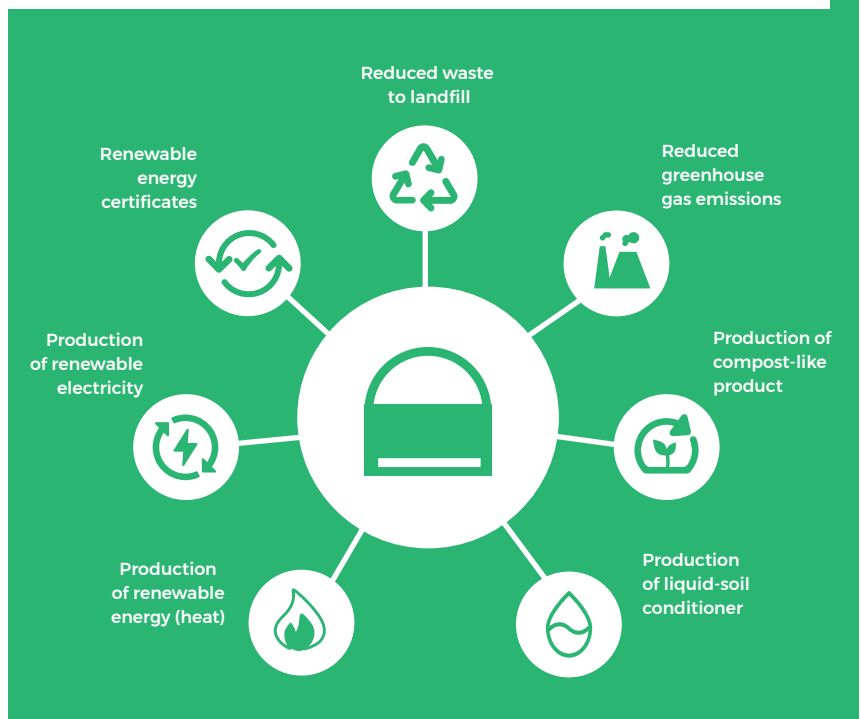 Reduced waste
to landfill
Renewable
energy
certificates
Reduced
greenhouse
gas emissions
Production
of renewable
electricity
Production of
compost-like
product
Production
of renewable
energy (heat)
Production
of liquid-soil
conditioner